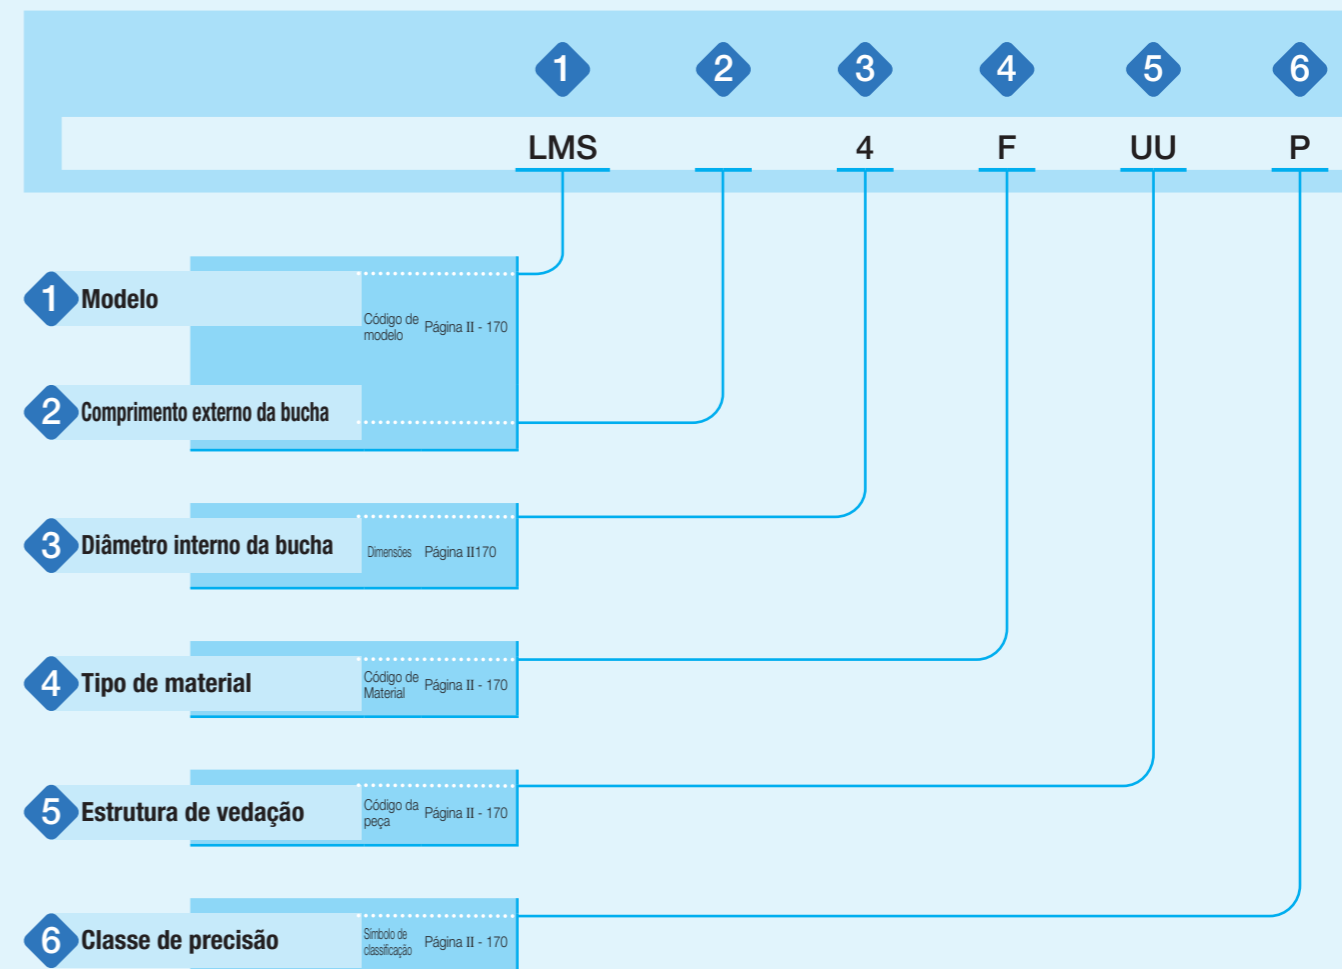 1 2 3 4 5 6
LMS 4 F UU P
1 Modelo
Código de
modelo
Página II - 170
2 Comprimento externo da bucha
3 Diâmetro interno da bucha
Dimensões Página II170
4 Tipo de material
Código de
Material
Página II - 170
5 Estrutura de vedação
Código da
peça
Página II - 170
6 Classe de precisão
Símbolo de
classificação
Página II - 170